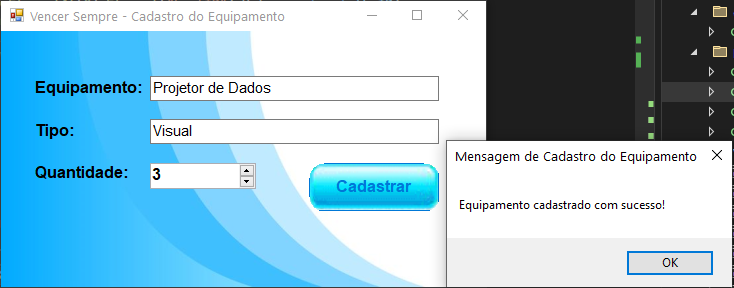 Vencer Sempre - Cadastro do Equipamento
Equipamento: Projetor de Dados
Tipo: Visual
Quantidade: 3
Cadastrar
Mensagem de Cadastro do Equipamento
Equipamento cadastrado com sucesso!
OK